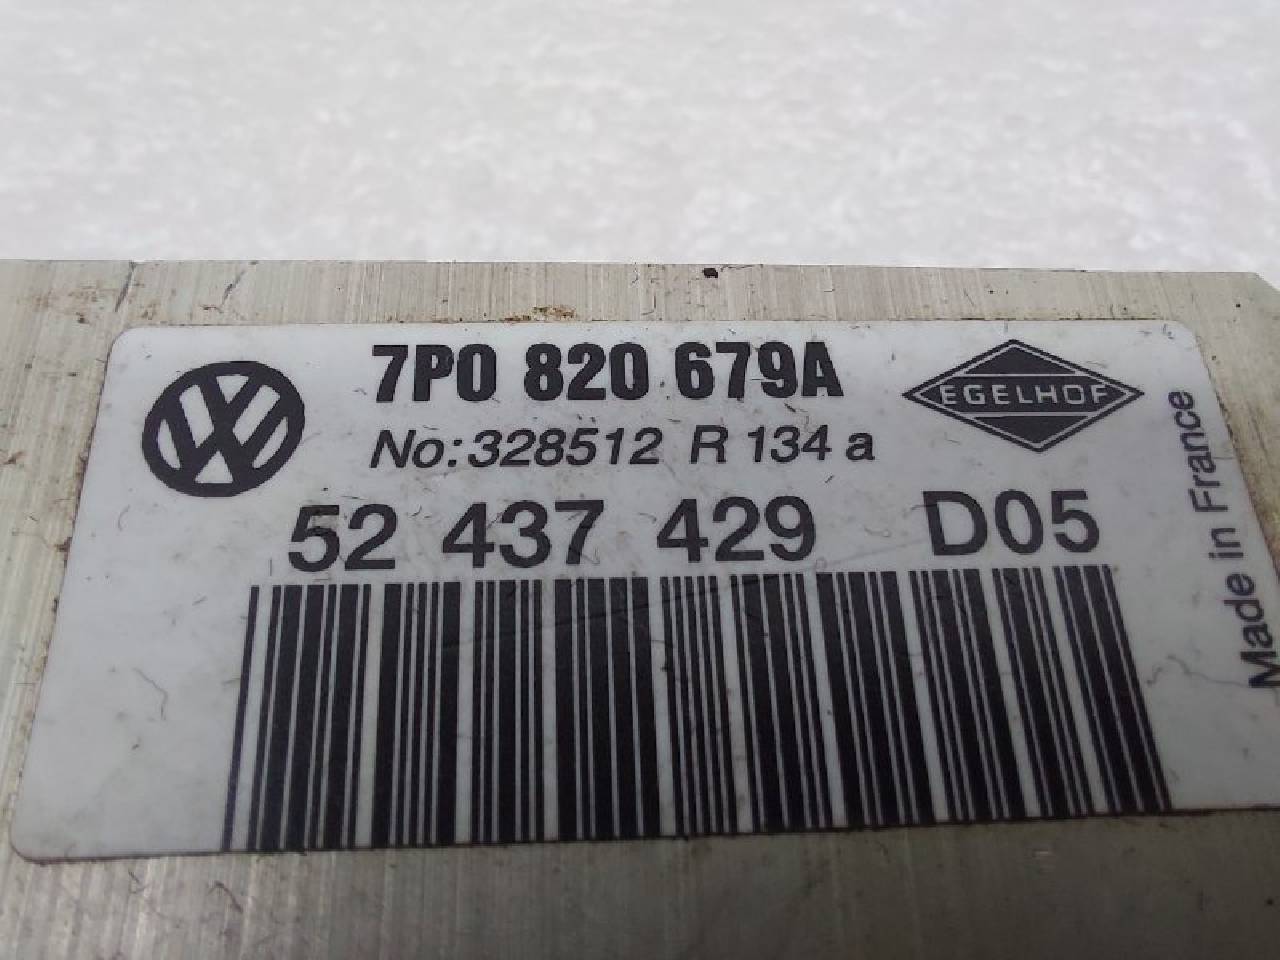 7P0 820 679A
No:328512 R 134 a
EGELHOF
52 437 429 D05
Made in France